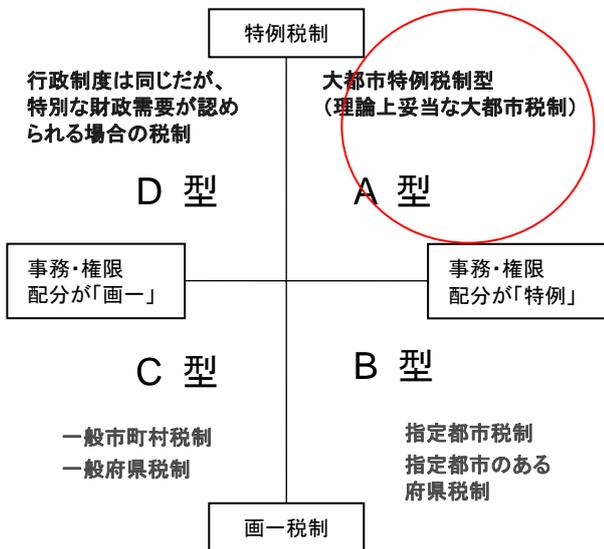 特例税制
行政制度は同じだが、
特別な財政需要が認め
られる場合の税制
大都市特例税制型
（理論上妥当な大都市税制）
D 型
A 型
事務・権限
配分が「画一」
事務・権限
配分が「特例」
C 型
B 型
一般市町村税制
一般府県税制
指定都市税制
指定都市のある
府県税制
画一税制